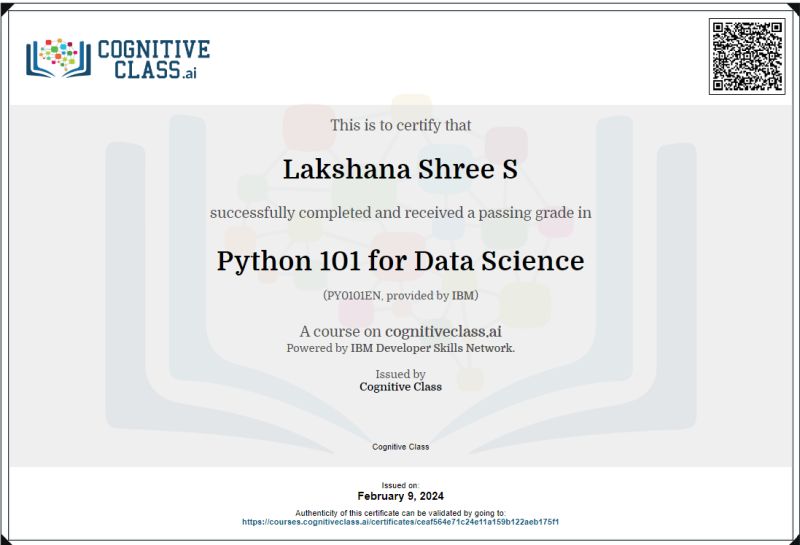 COGNITIVE
CLASS.ai
This is to certify that
Lakshana Shree S
successfully completed and received a passing grade in
Python 101 for Data Science
(PY0101EN, provided by IBM)
A course on cognitiveclass.ai
Powered by IBM Developer Skills Network.
Issued by
Cognitive Class
Cognitive Class
Issued on:
February 9, 2024
Authenticity of this certificate can be validated by going to:
https://courses.cognitiveclass.ai/certificates/ceaf564e71c24e11a159b122aeb175f1